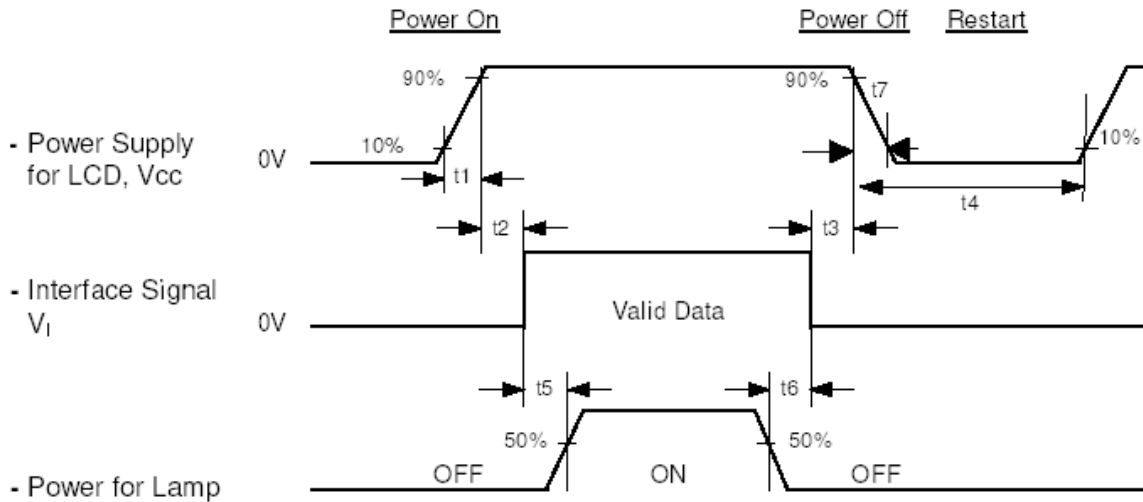 Power On
Power Off
Restart
90%
90%
t7
10%
10%
- Power Supply
for LCD, Vcc
0V
t1
t4
t2
t3
- Interface Signal
VI
0V
Valid Data
t5
t6
50%
50%
OFF
ON
OFF
- Power for Lamp